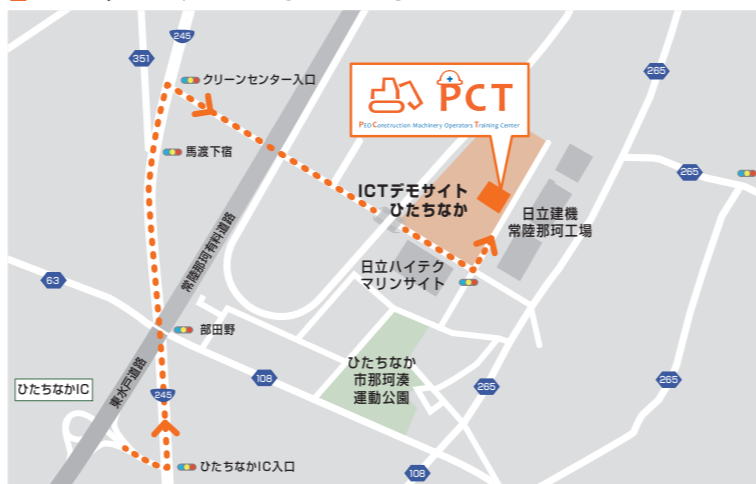 245
351
クリーンセンター入口
265
PCT
PEO Construction Machinery Operators Training Center
馬渡下宿
265
ICTデモサイト
ひたちなか
日立建機
常陸那珂工場
常陸那珂有料道路
日立ハイテク
マリンサイト
63
部田野
東水戸道路
ひたちなか
市那珂湊
運動公園
108
265
265
ひたちなかIC
245
ひたちなかIC入口
108